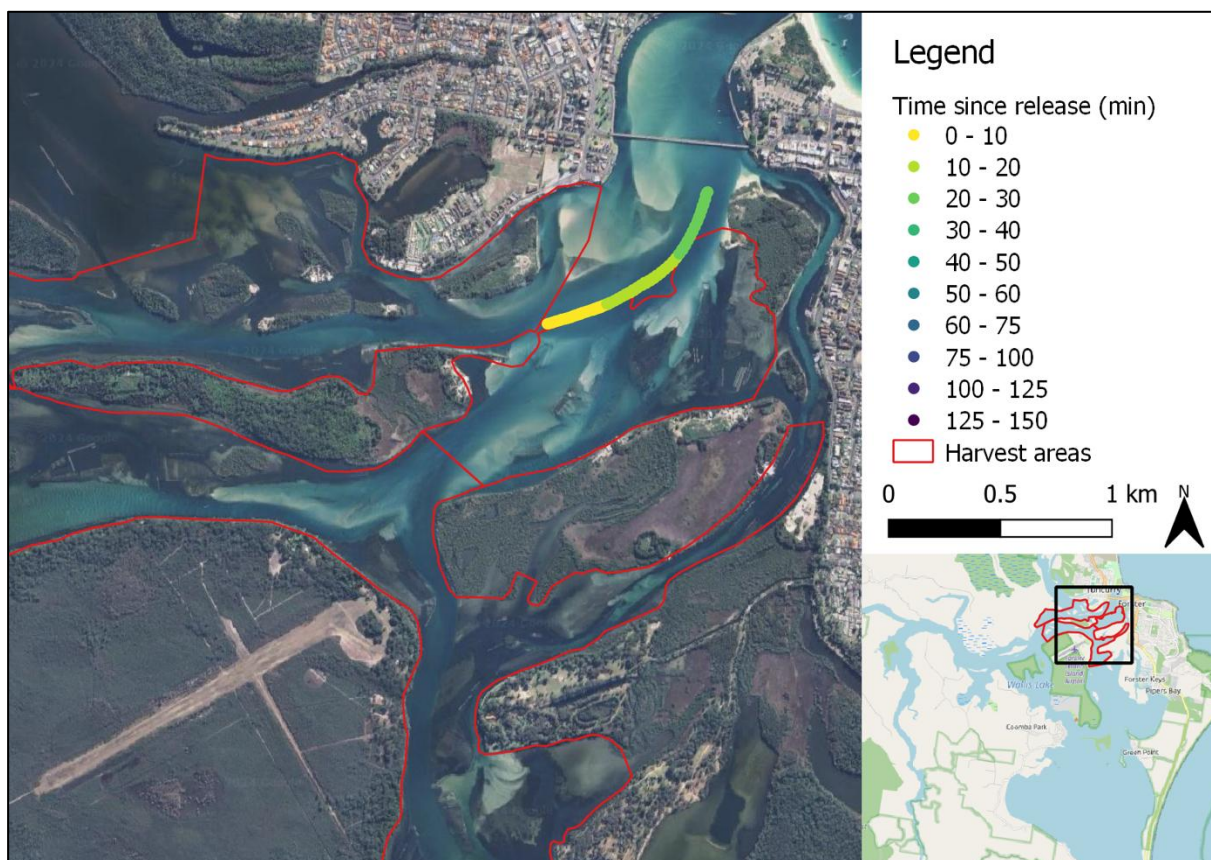 Legend
Time since release (min)
0 - 10
10 - 20
20 - 30
30 - 40
40 - 50
50 - 60
60 - 75
75 - 100
100 - 125
125 - 150
Harvest areas
0 0.5 1 km
N
Tuncurry
Forster
Wallis Lake
Forster Keys
Pipers Bay
Coomba Park
Green Point